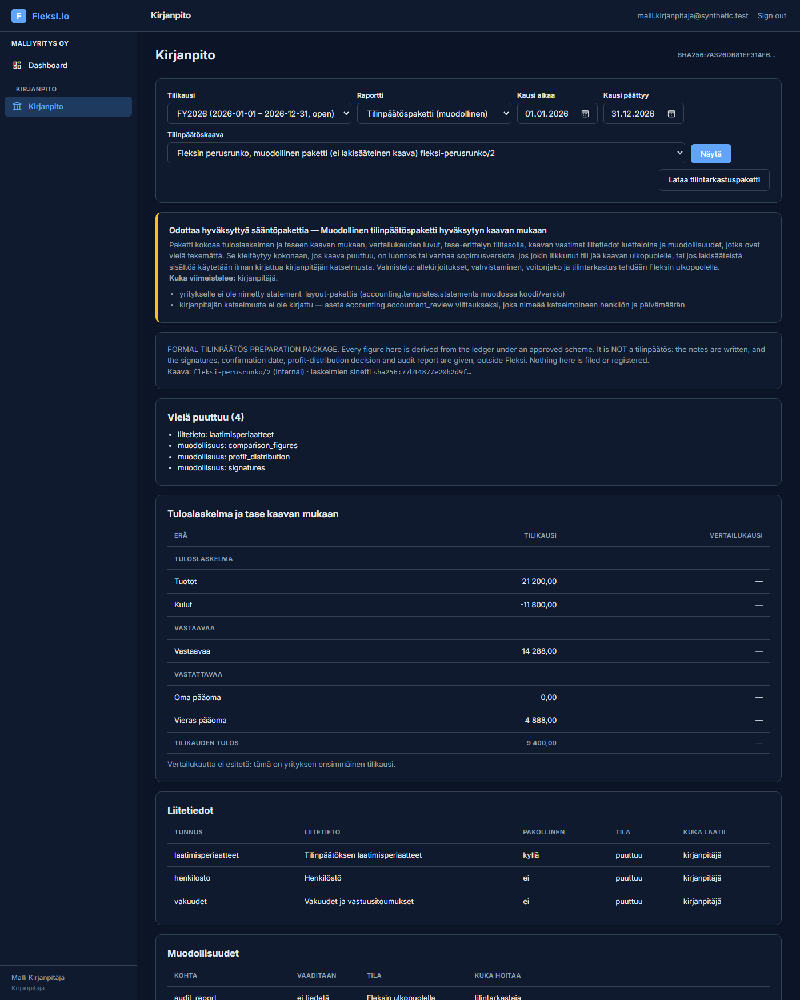 F Fleksi.io
Kirjanpito
malli.kirjanpitaja@synthetic.test Sign out
MALLIYRITYS OY
Dashboard
KIRJANPITO
Kirjanpito
Kirjanpito
SHA256:7A326DB81EF314F6…
Tilikausi Raportti Kausi alkaa Kausi päättyy
FY2026 (2026-01-01 – 2026-12-31, open) Tilinpäätöspaketti (muodollinen) 01.01.2026 31.12.2026
Tilinpäätöskaava
Fleksin perusrunko, muodollinen paketti (ei lakisääteinen kaava) fleksi-perusrunko/2 Näytä
Lataa tilintarkastuspaketti
Odottaa hyväksyttyä sääntöpakettia — Muodollinen tilinpäätöspaketti hyväksytyn kaavan mukaan
Paketti kokoaa tuloslaskelman ja taseen kaavan mukaan, vertailukauden luvut, tase-erittelyn tilitasolla, kaavan vaatimat liitetiedot luetteloina ja muodollisuudet, jotka ovat
vielä tekemättä. Se kieltäytyy kokonaan, jos kaava puuttuu, on luonnos tai vanhaa sopimusversiota, jos jokin liikkunut tili jää kaavan ulkopuolelle, tai jos lakisääteistä
sisältöä käytetään ilman kirjattua kirjanpitäjän katselmusta. Valmistelu: allekirjoitukset, vahvistaminen, voitonjako ja tilintarkastus tehdään Fleksin ulkopuolella.
Kuka viimeistelee: kirjanpitäjä.
• yritykselle ei ole nimetty statement_layout-pakettia (accounting.templates.statements muodossa koodi/versio)
• kirjanpitäjän katselmusta ei ole kirjattu — aseta accounting.accountant_review viittaukseksi, joka nimeää katselmoineen henkilön ja päivämäärän
FORMAL TILINPÄÄTÖS PREPARATION PACKAGE. Every figure here is derived from the ledger under an approved scheme. It is NOT a tilinpäätös: the notes are written, and
the signatures, confirmation date, profit-distribution decision and audit report are given, outside Fleksi. Nothing here is filed or registered.
Kaava: fleksi-perusrunko/2 (internal) · laskelmien sinetti sha256:77b14877e20b2d9f…
Vielä puuttuu (4)
• liitetieto: laatimisperiaatteet
• muodollisuus: comparison_figures
• muodollisuus: profit_distribution
• muodollisuus: signatures
Tuloslaskelma ja tase kaavan mukaan
ERÄ TILIKAUSI VERTAILUKAUSI
TULOSLASKELMA
Tuotot 21 200,00 —
Kulut -11 800,00 —
VASTAAVAA
Vastaavaa 14 288,00 —
VASTATTAVAA
Oma pääoma 0,00 —
Vieras pääoma 4 888,00 —
TILIKAUDEN TULOS 9 400,00 —
Vertailukautta ei esitetä: tämä on yrityksen ensimmäinen tilikausi.
Liitetiedot
TUNNUS LIITETIETO PAKOLLINEN TILA KUKA LAATII
laatimisperiaatteet Tilinpäätöksen laatimisperiaatteet kyllä puuttuu kirjanpitäjä
henkilosto Henkilöstö ei puuttuu kirjanpitäjä
vakuudet Vakuudet ja vastuusitoumukset ei puuttuu kirjanpitäjä
Muodollisuudet
KOHTA VAADITAAN TILA KUKA HOITAA
audit_report ei tiedetä Fleksin ulkopuolella tilintarkastaja
Malli Kirjanpitäjä
Kirjanpitäjä